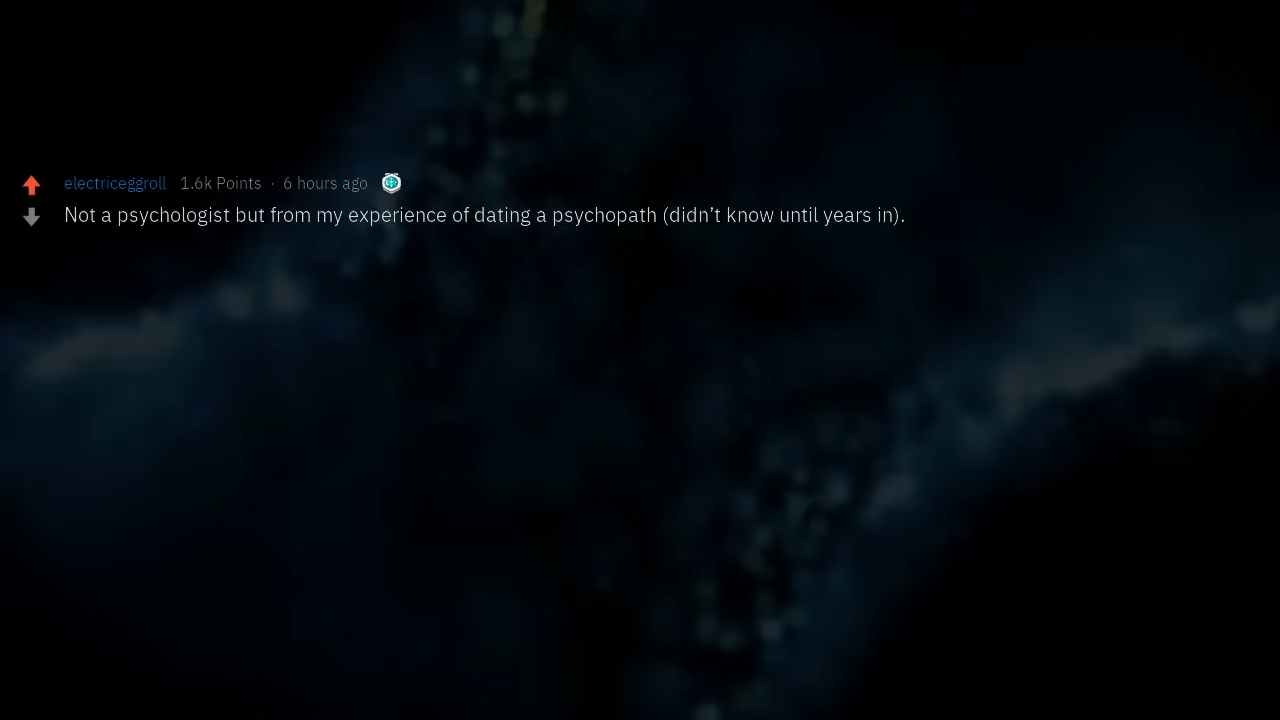 electriceggroll 1.6k Points · 6 hours ago
Not a psychologist but from my experience of dating a psychopath (didn’t know until years in).